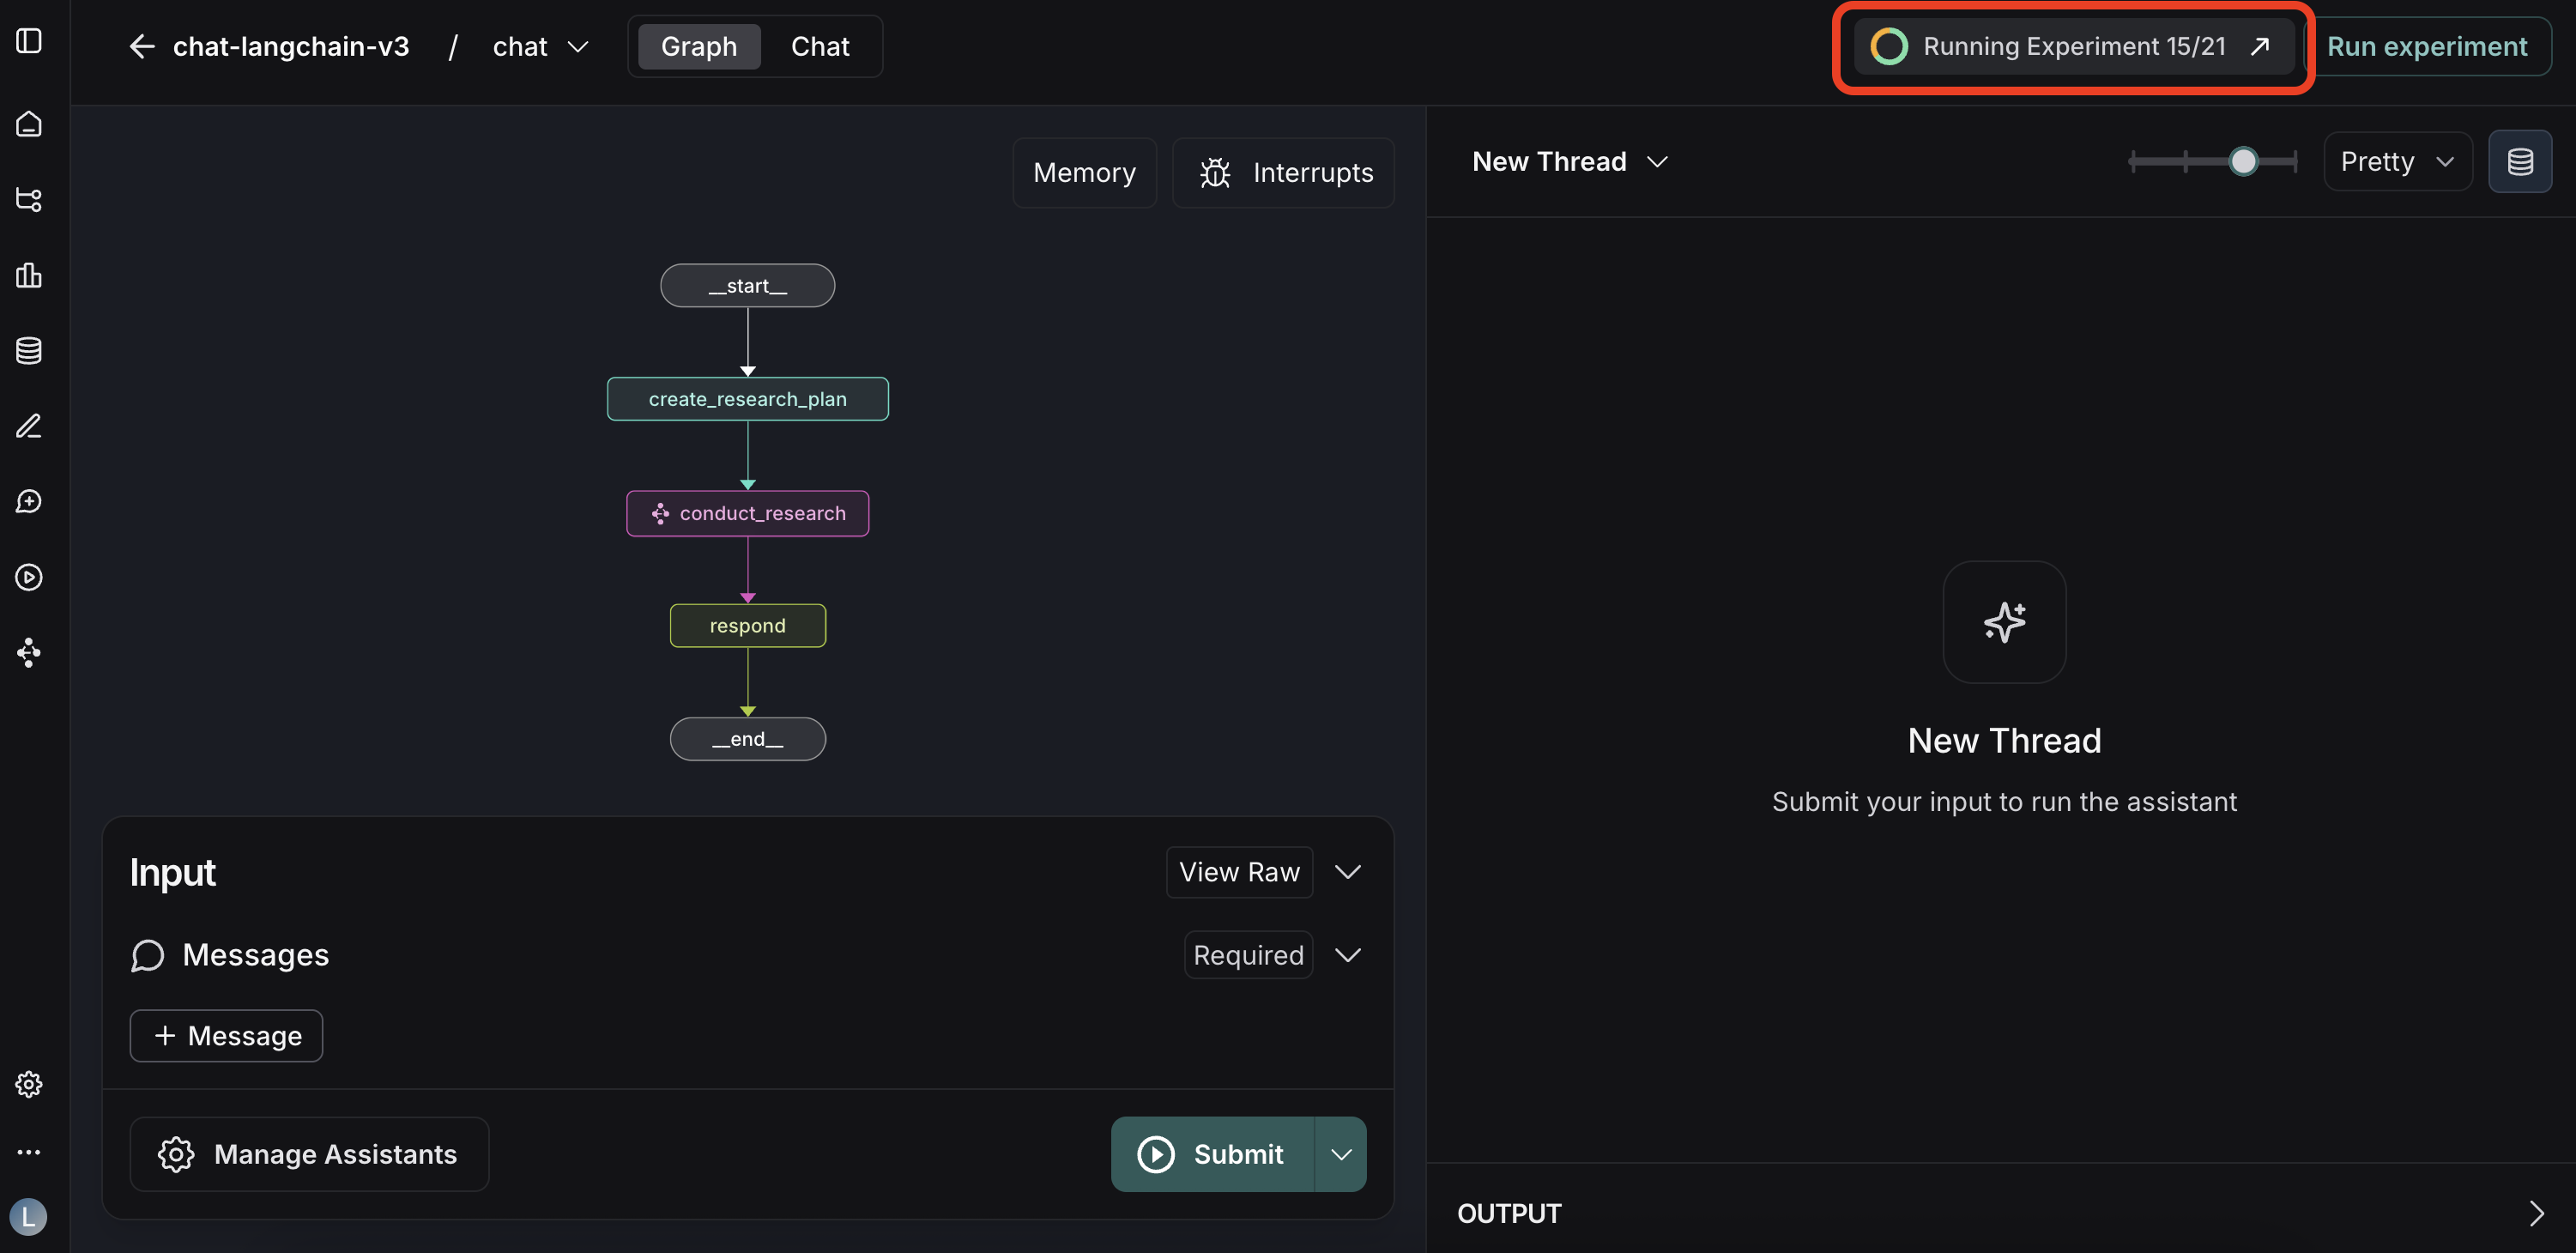 chat-langchain-v3 / chat
Graph Chat
Running Experiment 15/21
Run experiment
Memory
Interrupts
New Thread
Pretty
__start__
create_research_plan
conduct_research
respond
__end__
New Thread
Submit your input to run the assistant
Input
View Raw
Messages
Required
+ Message
Manage Assistants
Submit
L
OUTPUT